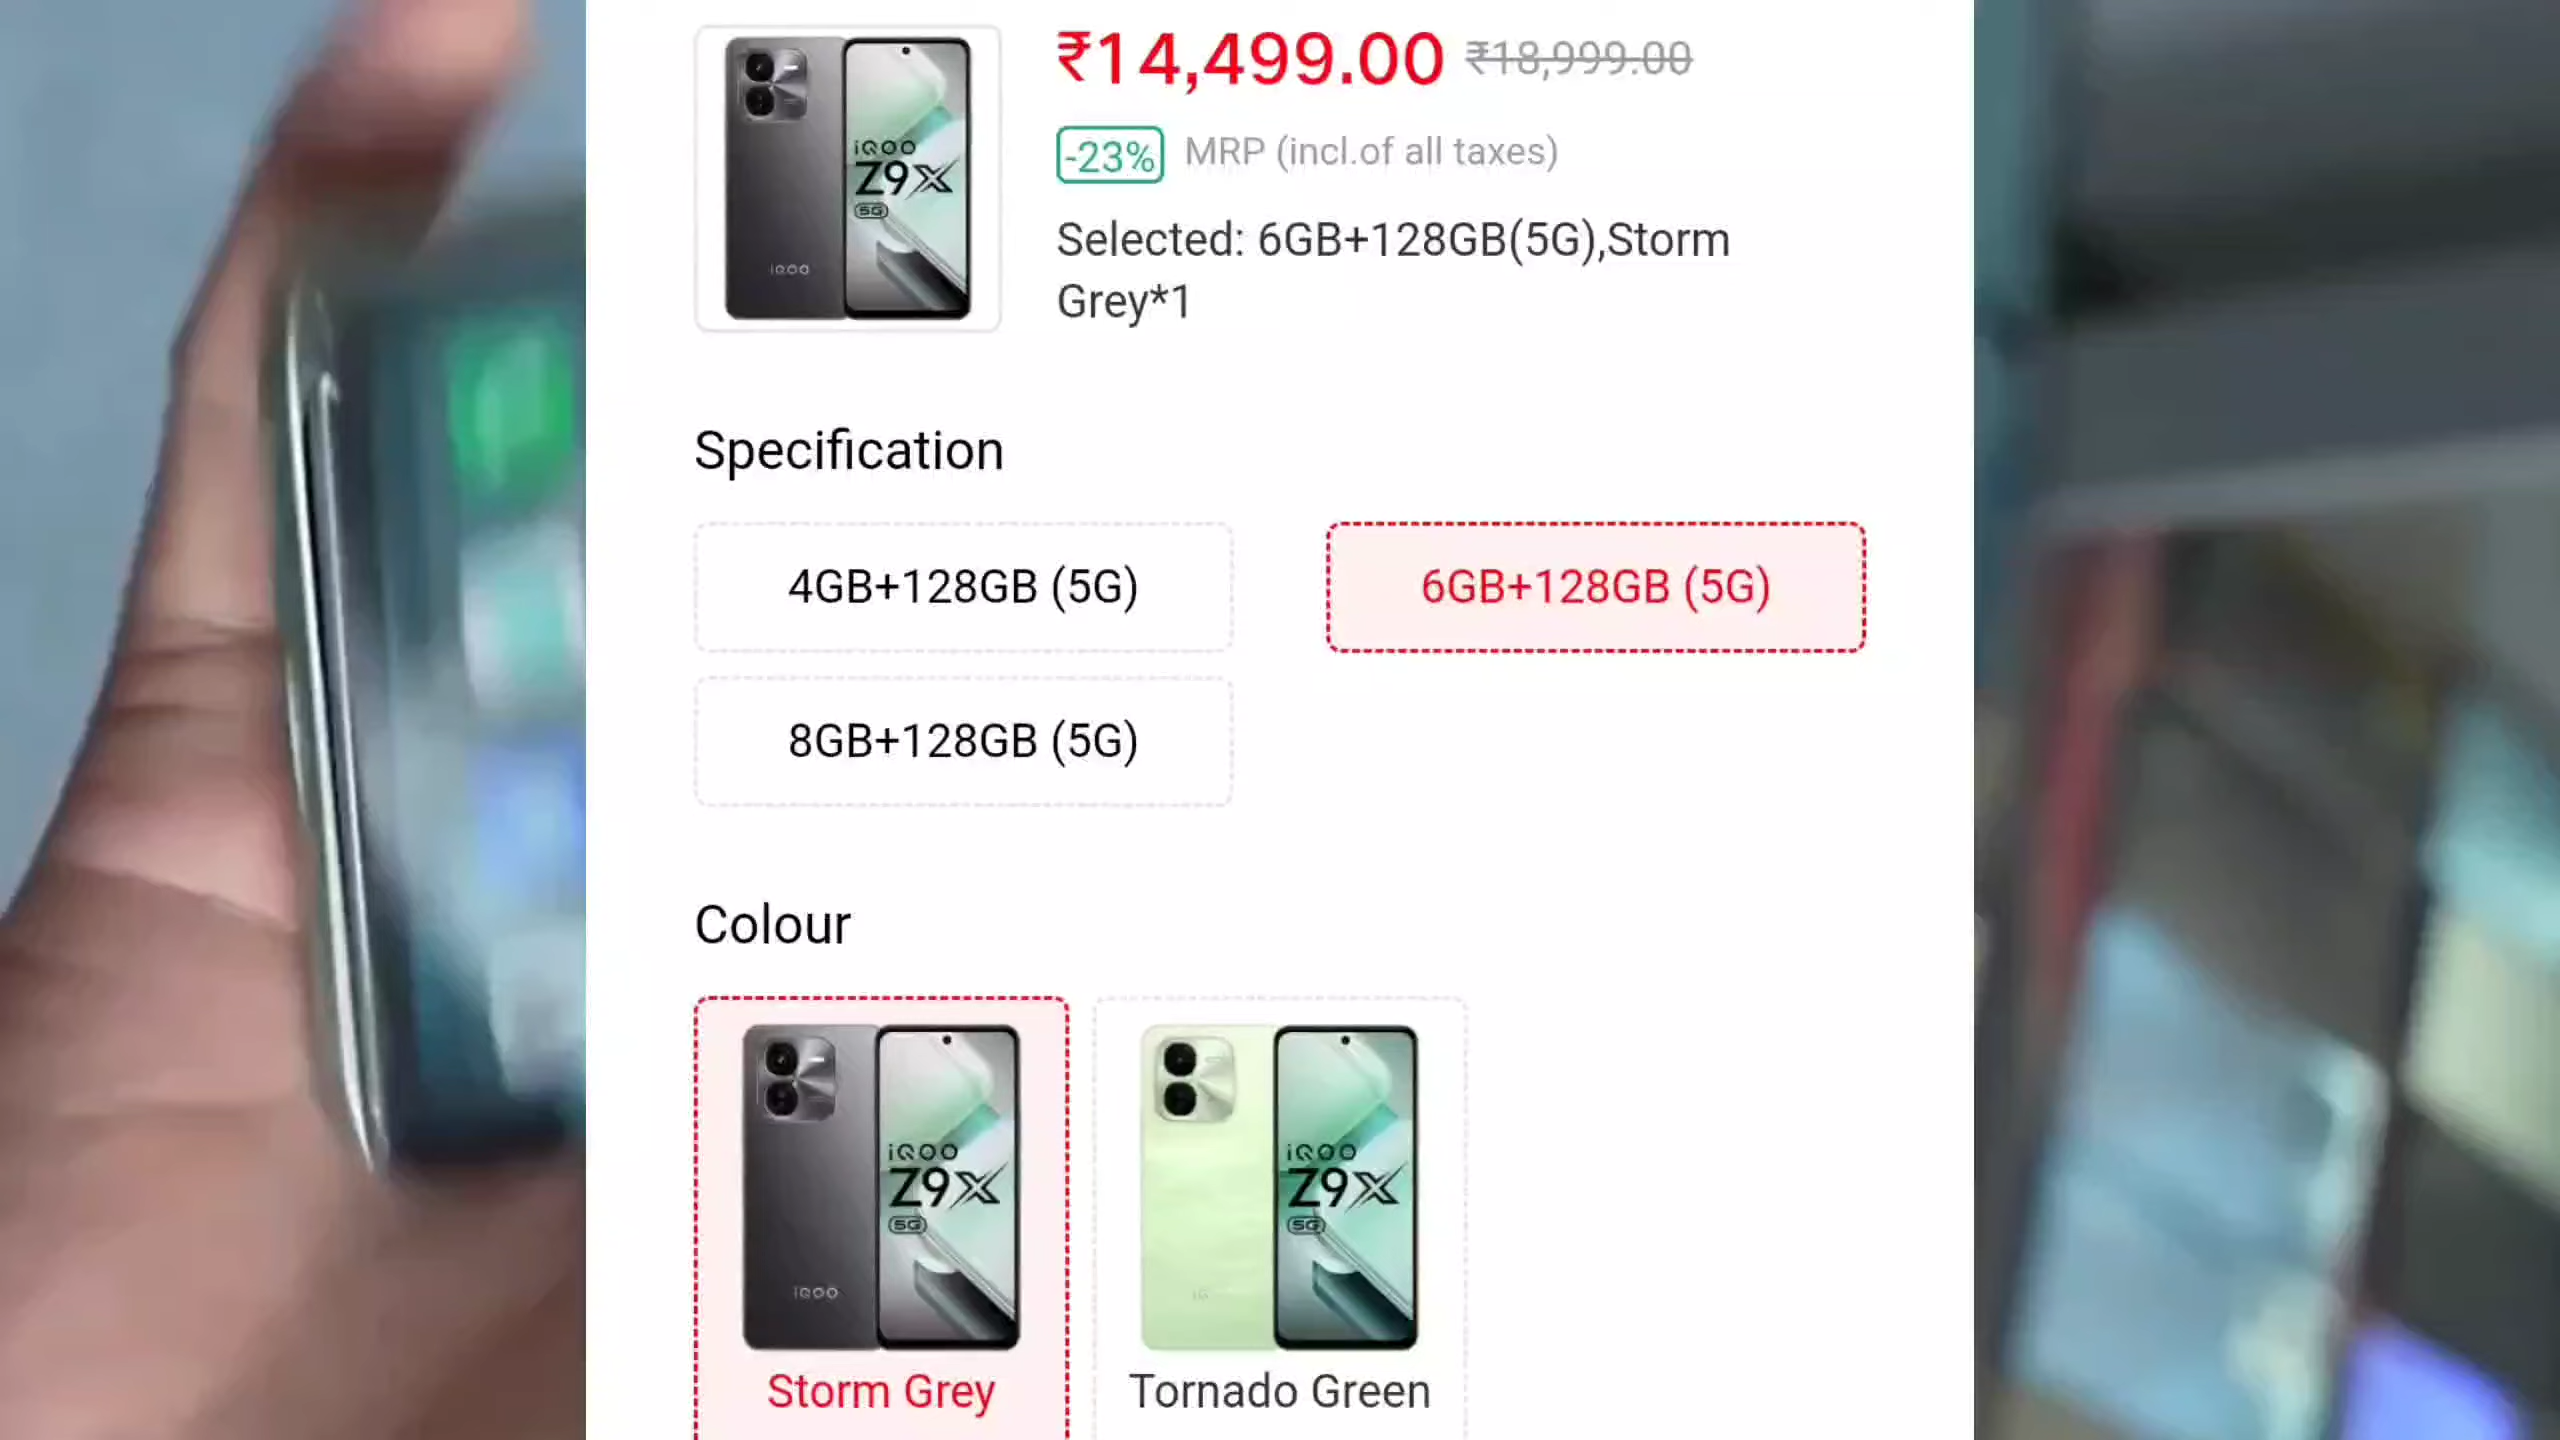 ₹14,499.00 ₹18,999.00
-23% MRP (incl.of all taxes)
Selected: 6GB+128GB(5G),Storm
Grey*1
iQOO
Z9X
5G
iQOO
Specification
4GB+128GB (5G)
6GB+128GB (5G)
8GB+128GB (5G)
Colour
iQOO
Z9X
5G
iQOO
Storm Grey
iQOO
Z9X
5G
Tornado Green